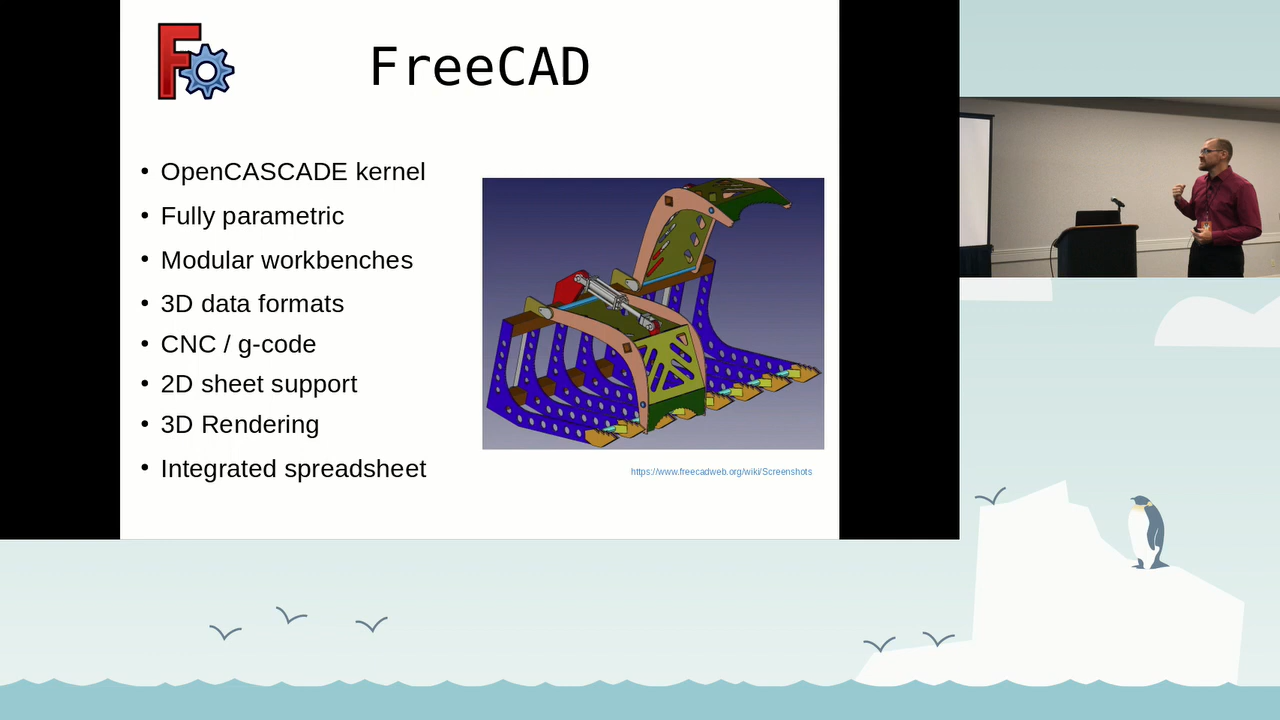 FreeCAD
• OpenCASCADE kernel
• Fully parametric
• Modular workbenches
• 3D data formats
• CNC / g-code
• 2D sheet support
• 3D Rendering
• Integrated spreadsheet
https://www.freecadweb.org/wiki/Screenshots